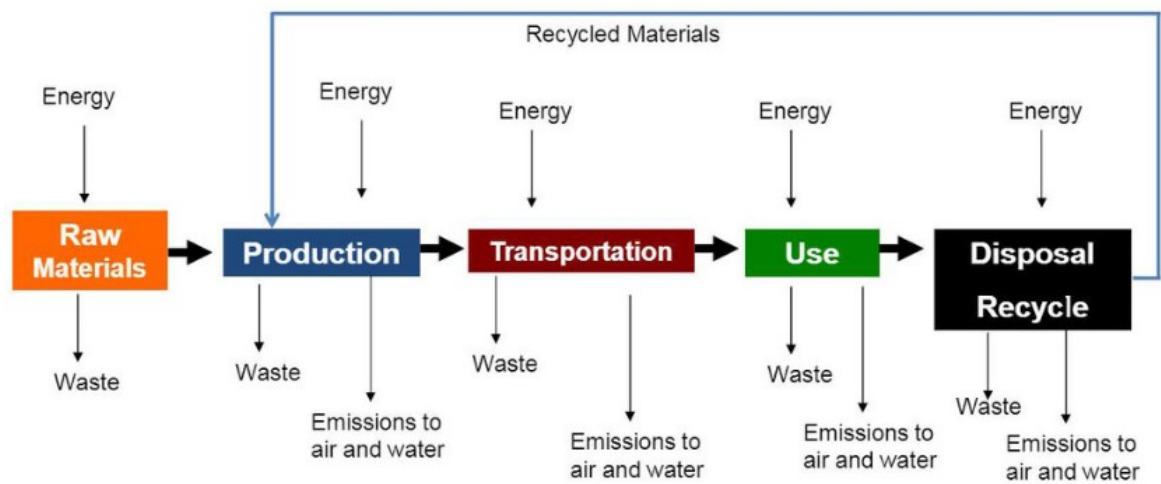 Recycled Materials
Energy
Energy
Energy
Energy
Energy
Raw
Materials
Production
Transportation
Use
Disposal
Recycle
Waste
Waste
Waste
Waste
Waste
Emissions to
air and water
Emissions to
air and water
Emissions to
air and water
Emissions to
air and water